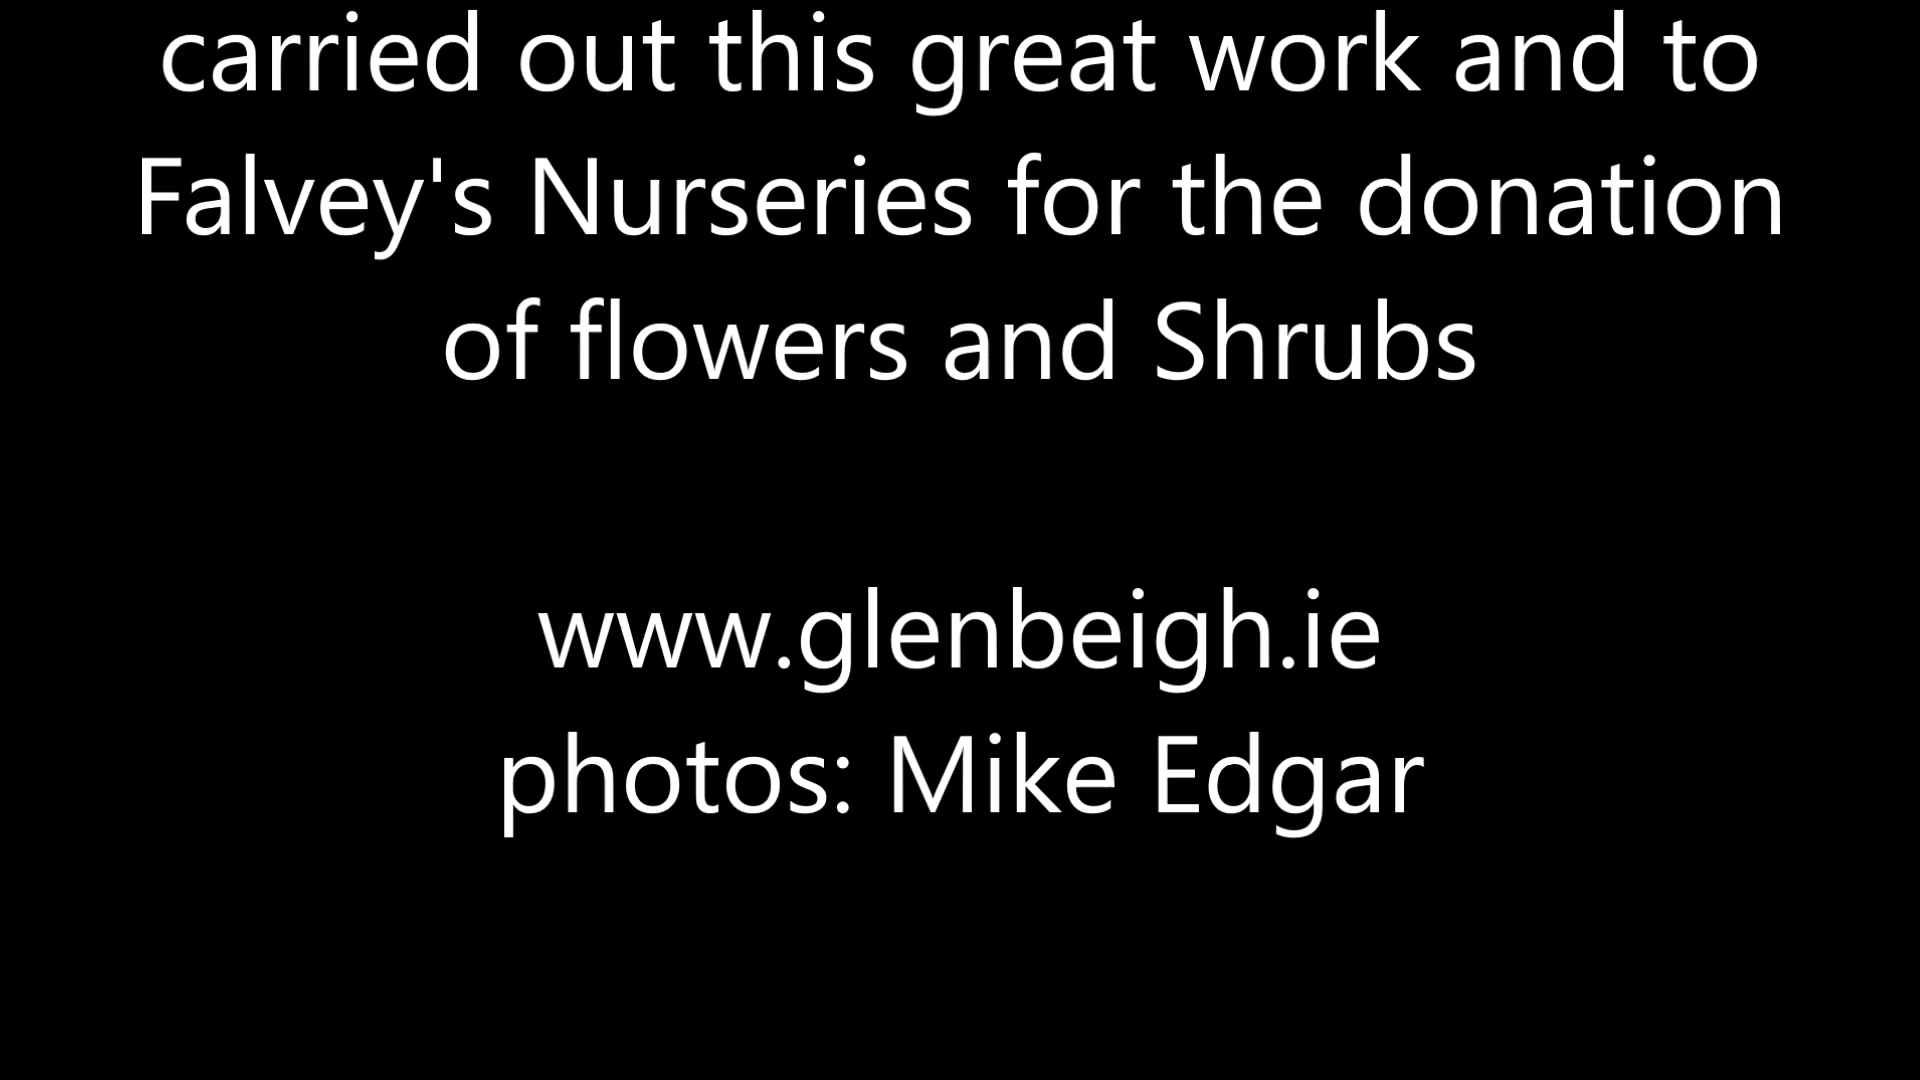 carried out this great work and to
Falvey's Nurseries for the donation
of flowers and Shrubs
www.glenbeigh.ie
photos: Mike Edgar